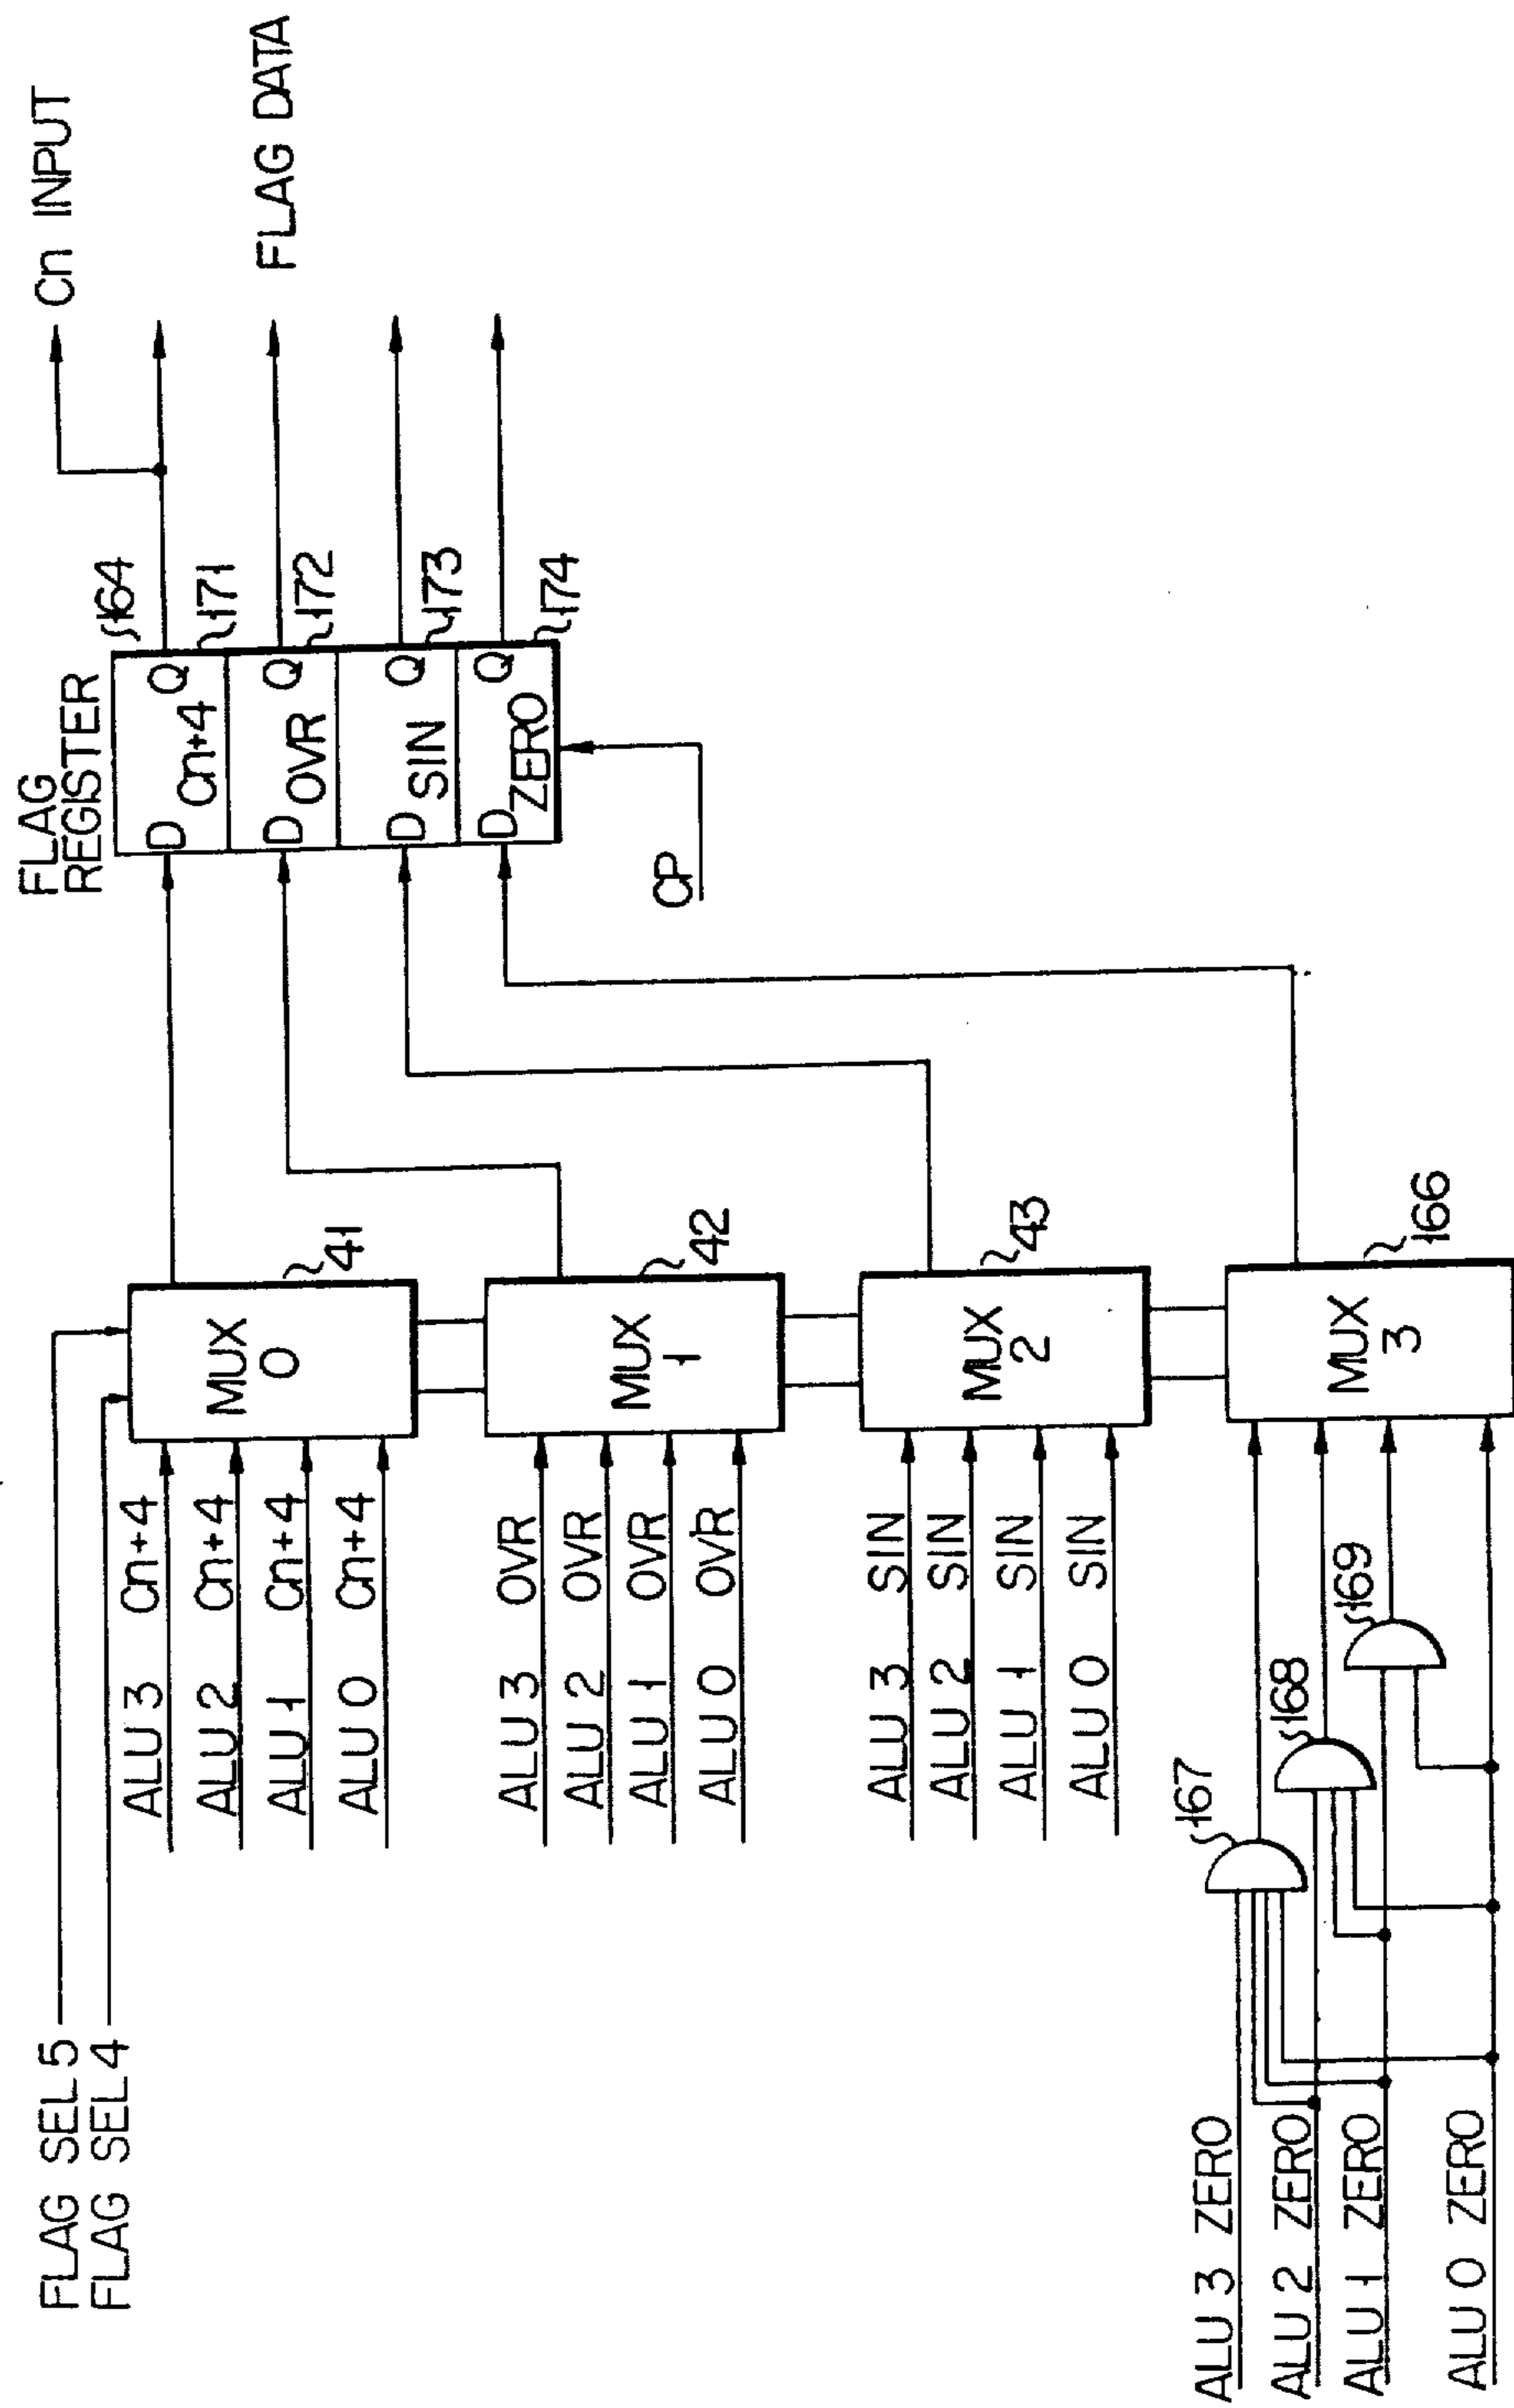 FLAG SEL 5
FLAG SEL 4
ALU 3 Cn+4
ALU 2 Cn+4
ALU 1 Cn+4
ALU 0 Cn+4
MUX
0
41
ALU 3 OVR
ALU 2 OVR
ALU 1 OVR
ALU 0 OVR
MUX
1
42
ALU 3 SIN
ALU 2 SIN
ALU 1 SIN
ALU 0 SIN
MUX
2
43
ALU 3 ZERO
ALU 2 ZERO
ALU 1 ZERO
ALU 0 ZERO
167
168
169
MUX
3
166
FLAG
REGISTER
164
D Cn+4 Q
171
D OVR Q
172
D SIN Q
173
D ZERO Q
174
CP
Cn INPUT
FLAG DATA